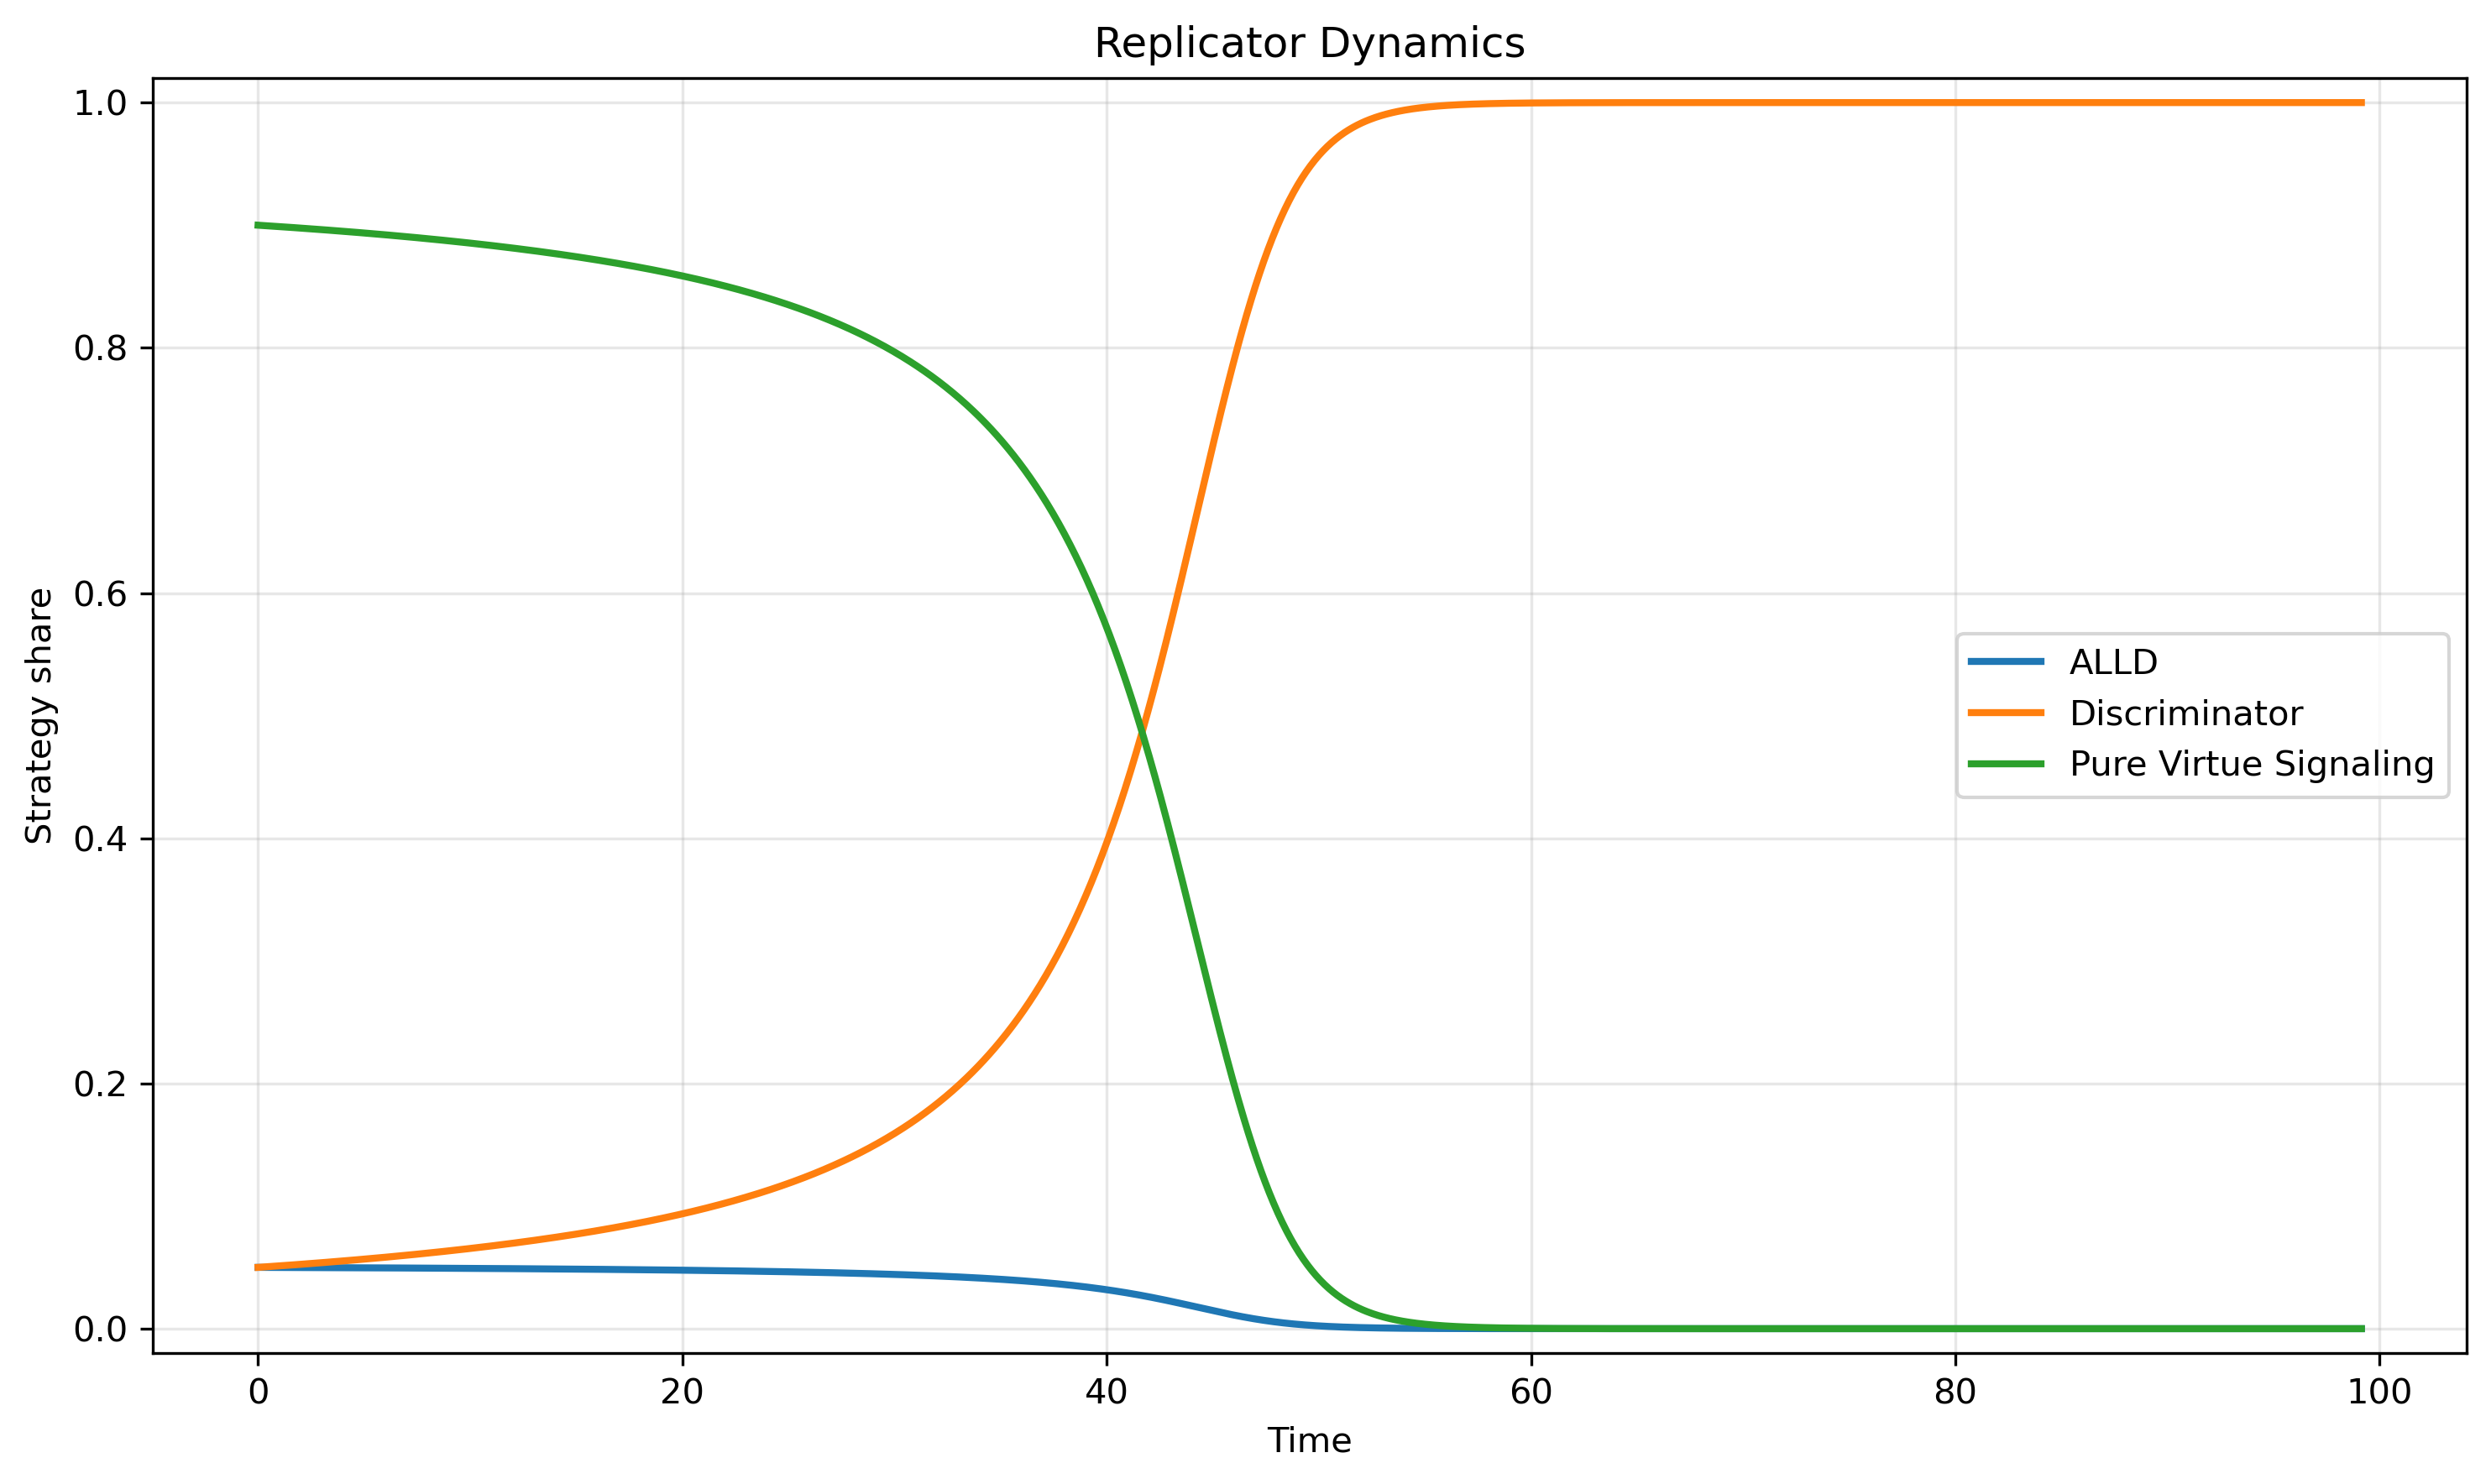 Replicator Dynamics
Strategy share
1.0
0.8
0.6
0.4
0.2
0.0
ALLD
Discriminator
Pure Virtue Signaling
0 20 40 60 80 100
Time